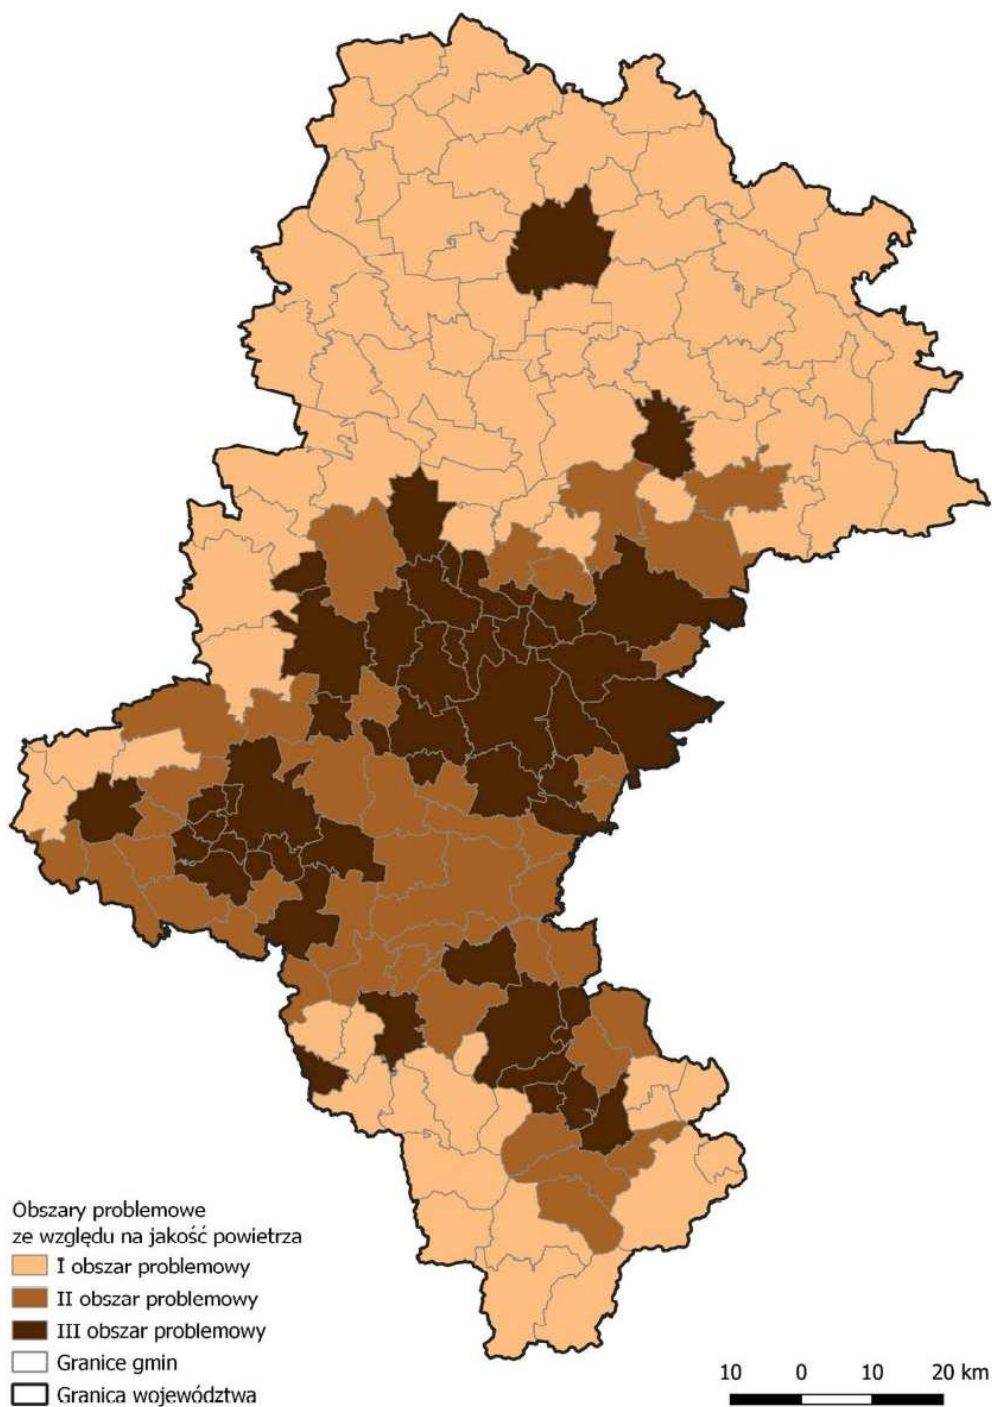 Obszary problemowe
ze względu na jakość powietrza
I obszar problemowy
II obszar problemowy
III obszar problemowy
Granice gmin
Granica województwa
10 0 10 20 km